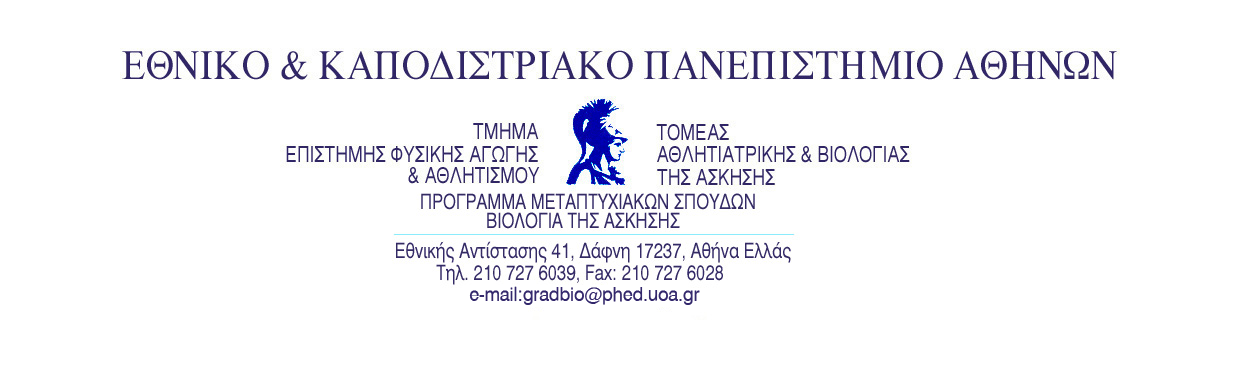 ΕΘΝΙΚΟ & ΚΑΠΟΔΙΣΤΡΙΑΚΟ ΠΑΝΕΠΙΣΤΗΜΙΟ ΑΘΗΝΩΝ
ΤΜΗΜΑ
ΕΠΙΣΤΗΜΗΣ ΦΥΣΙΚΗΣ ΑΓΩΓΗΣ
& ΑΘΛΗΤΙΣΜΟΥ
ΤΟΜΕΑΣ
ΑΘΛΗΤΙΑΤΡΙΚΗΣ & ΒΙΟΛΟΓΙΑΣ
ΤΗΣ ΑΣΚΗΣΗΣ
ΠΡΟΓΡΑΜΜΑ ΜΕΤΑΠΤΥΧΙΑΚΩΝ ΣΠΟΥΔΩΝ
ΒΙΟΛΟΓΙΑ ΤΗΣ ΑΣΚΗΣΗΣ
Εθνικής Αντίστασης 41, Δάφνη 17237, Αθήνα Ελλάς
Τηλ. 210 727 6039, Fax: 210 727 6028
e-mail:gradbio@phed.uoa.gr